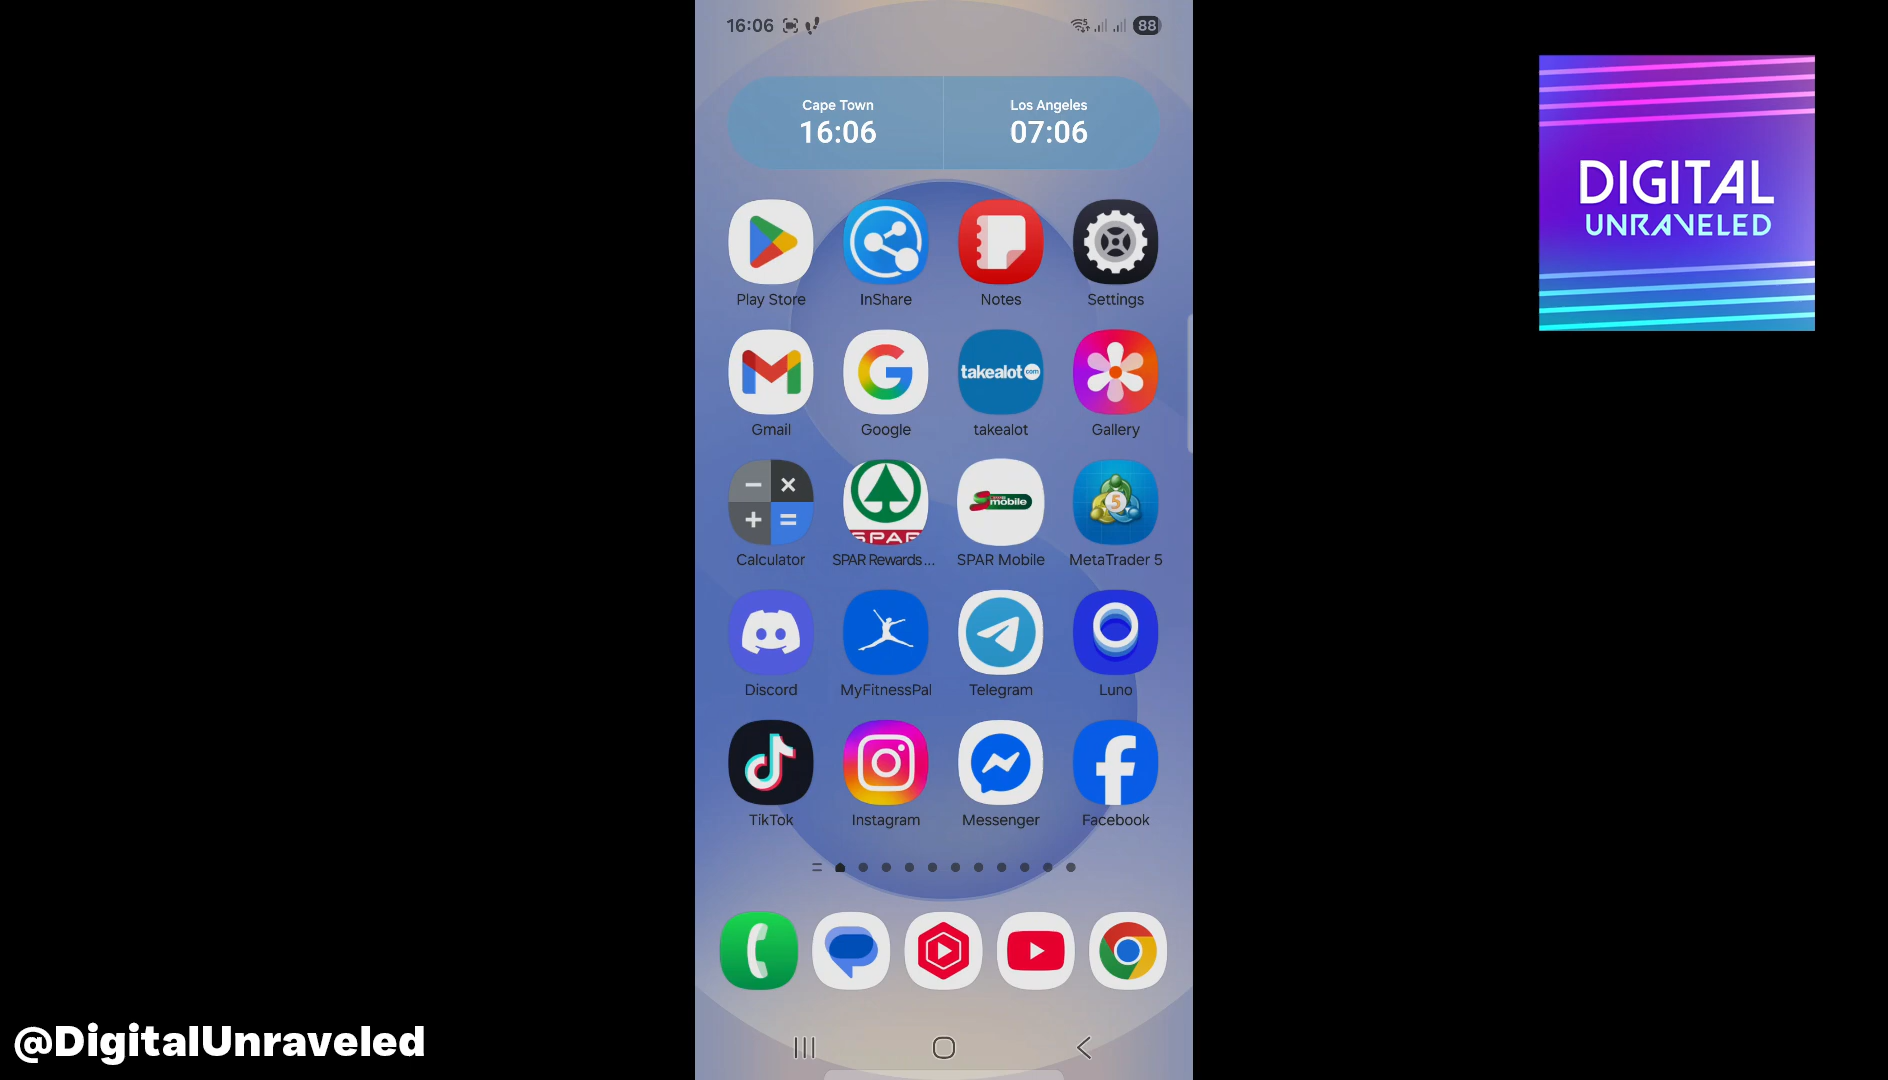 16:06
88
Cape Town
16:06
Los Angeles
07:06
DIGITAL
UNRAVELED
Play Store
InShare
Notes
Settings
takealot com
Gmail
Google
takealot
Gallery
SPAR
mobile
5
Calculator
SPAR Rewards...
SPAR Mobile
MetaTrader 5
Discord
MyFitnessPal
Telegram
Luno
TikTok
Instagram
Messenger
Facebook
@DigitalUnraveled